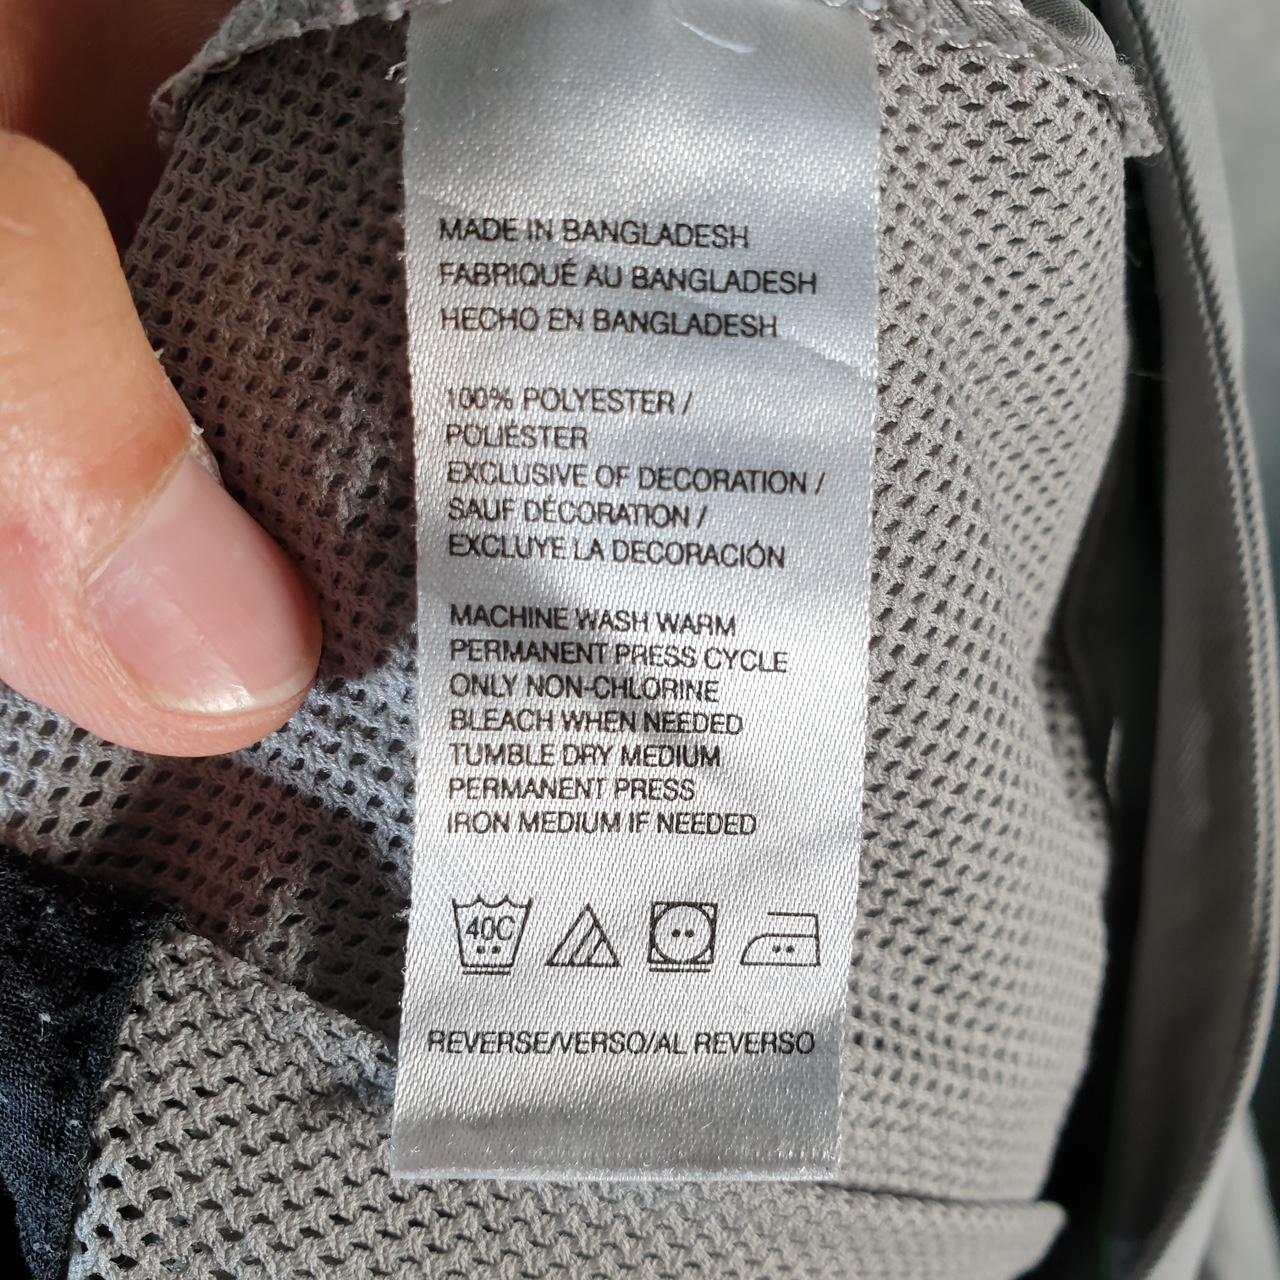 MADE IN BANGLADESH
FABRIQUÉ AU BANGLADESH
HECHO EN BANGLADESH
100% POLYESTER /
POLIÉSTER
EXCLUSIVE OF DECORATION /
SAUF DÉCORATION /
EXCLUYE LA DECORACIÓN
MACHINE WASH WARM
PERMANENT PRESS CYCLE
ONLY NON-CHLORINE
BLEACH WHEN NEEDED
TUMBLE DRY MEDIUM
PERMANENT PRESS
IRON MEDIUM IF NEEDED
40C
REVERSE/VERSO/AL REVERSO